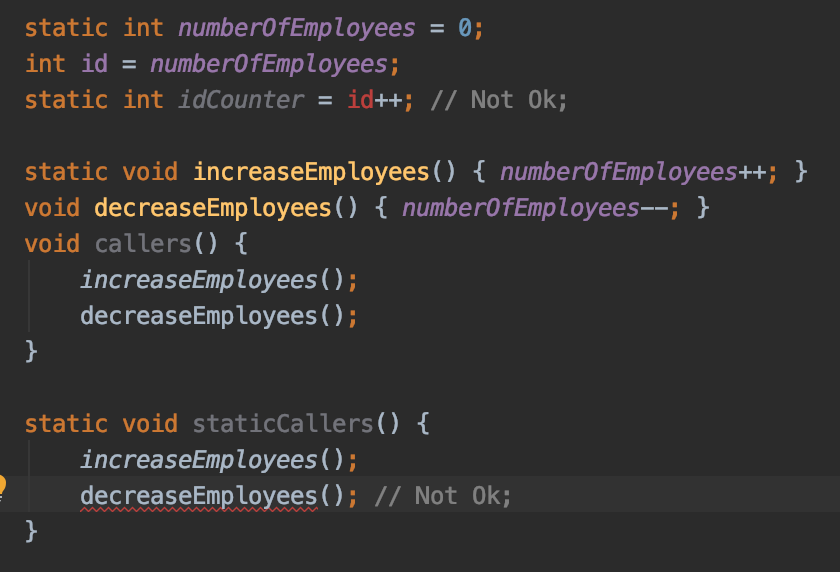 static int numberOfEmployees = 0;
int id = numberOfEmployees;
static int idCounter = id++; // Not Ok;
static void increaseEmployees() { numberOfEmployees++; }
void decreaseEmployees() { numberOfEmployees--; }
void callers() {
    increaseEmployees();
    decreaseEmployees();
}
static void staticCallers() {
    increaseEmployees();
    decreaseEmployees(); // Not Ok;
}